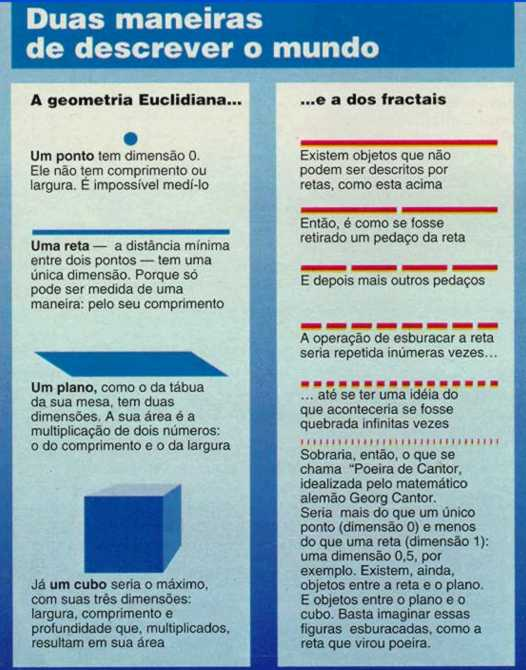 Duas maneiras
de descrever o mundo
A geometria Euclidiana...
Um ponto tem dimensão 0.
Ele não tem comprimento ou
largura. É impossível medí-lo
Uma reta — a distância mínima
entre dois pontos — tem uma
única dimensão. Porque só
pode ser medida de uma
maneira: pelo seu comprimento
Um plano, como o da tábua
da sua mesa, tem duas
dimensões. A sua área é a
multiplicação de dois números:
o do comprimento e o da largura
Já um cubo seria o máximo,
com suas três dimensões:
largura, comprimento e
profundidade que, multiplicados,
resultam em sua área
...e a dos fractais
Existem objetos que não
podem ser descritos por
retas, como esta acima
Então, é como se fosse
retirado um pedaço da reta
E depois mais outros pedaços
A operação de esburacar a reta
seria repetida inúmeras vezes...
... até se ter uma idéia do
que aconteceria se fosse
quebrada infinitas vezes
Sobraria, então, o que se
chama “Poeira de Cantor,
idealizada pelo matemático
alemão Georg Cantor.
Seria mais do que um único
ponto (dimensão 0) e menos
do que uma reta (dimensão 1):
uma dimensão 0,5, por
exemplo. Existem, ainda,
objetos entre a reta e o plano.
E objetos entre o plano e o
cubo. Basta imaginar essas
figuras esburacadas, como a
reta que virou poeira.